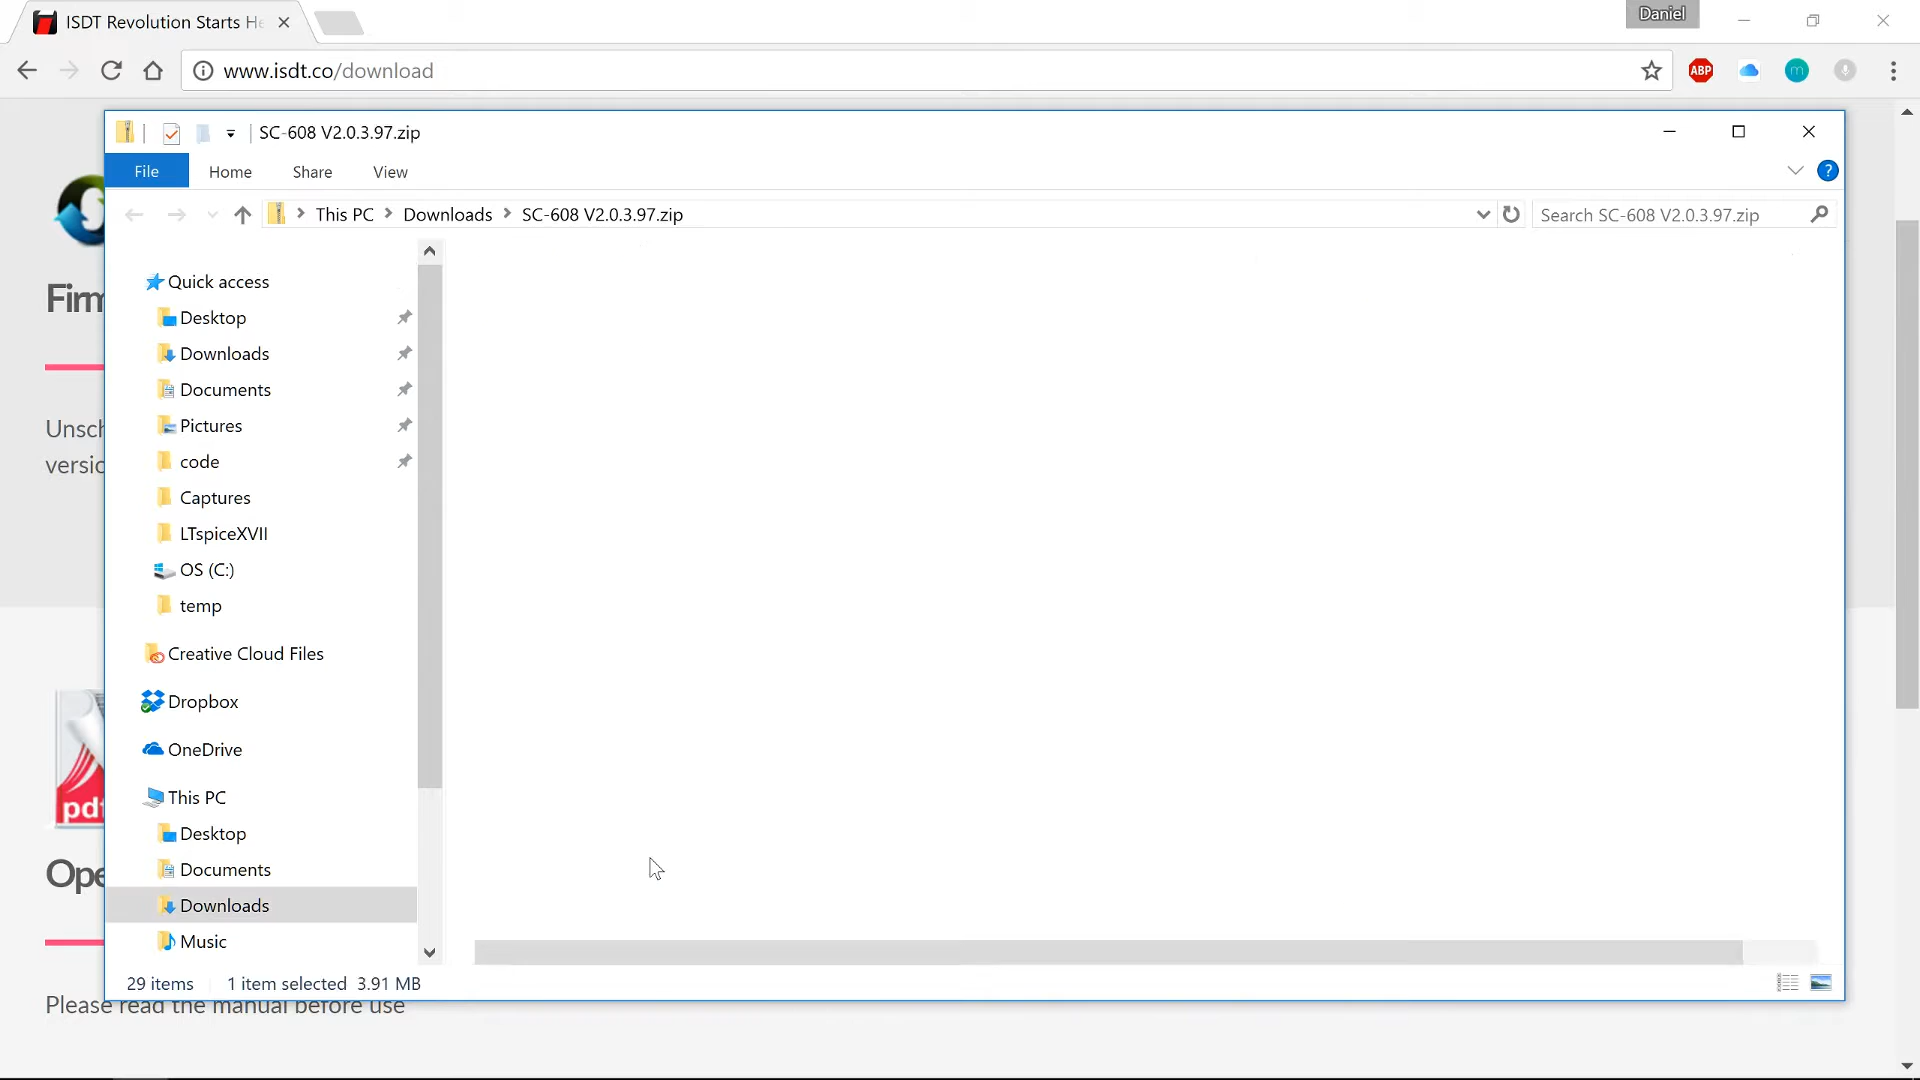 ISDT Revolution Starts He
Daniel
www.isdt.co/download
ABP
m
SC-608 V2.0.3.97.zip
File Home Share View
?
This PC Downloads SC-608 V2.0.3.97.zip
Search SC-608 V2.0.3.97.zip
Quick access
Desktop
Downloads
Documents
Pictures
code
Captures
LTspiceXVII
OS (C:)
temp
Creative Cloud Files
Dropbox
OneDrive
This PC
Desktop
Documents
Downloads
Music
29 items 1 item selected 3.91 MB
Firm
Unsch
versio
pdf
Ope
Please read the manual before use